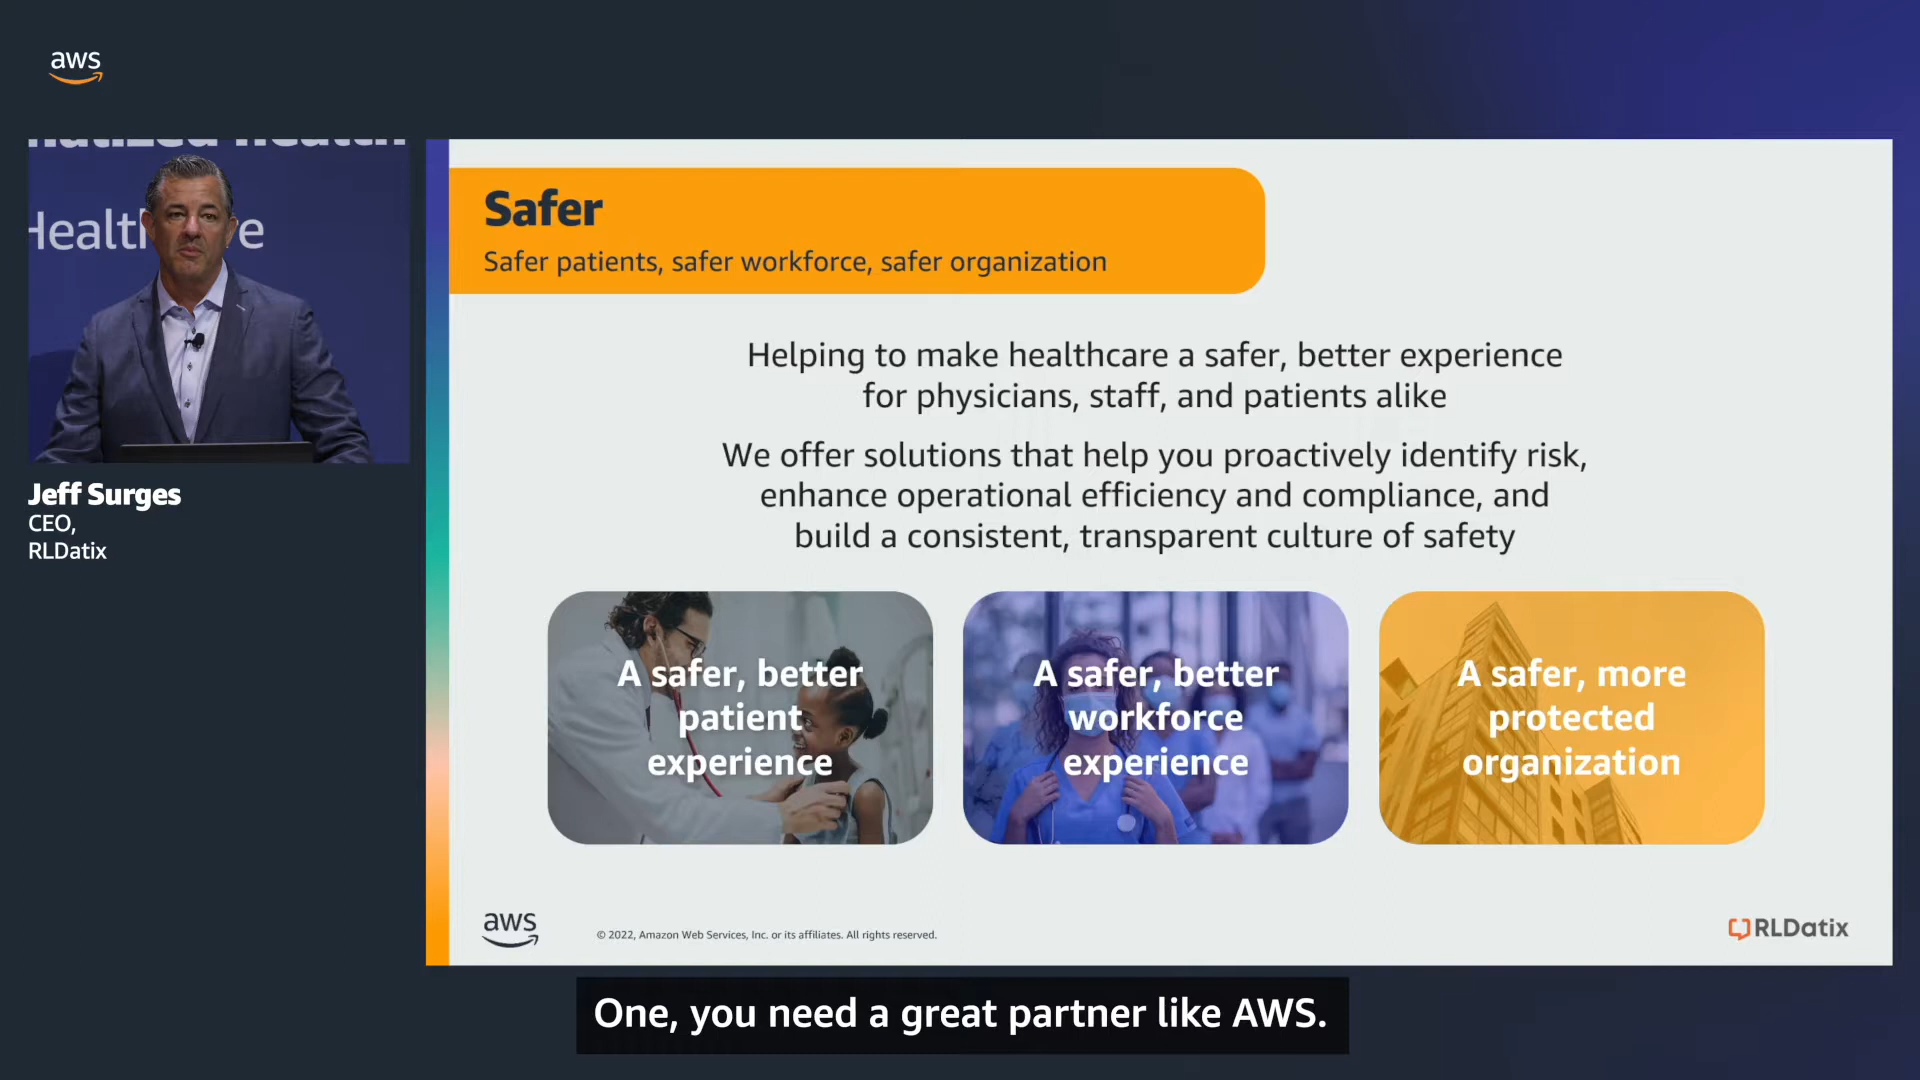 aws
Health
e
Jeff Surges
CEO,
RLDatix
Safer
Safer patients, safer workforce, safer organization
Helping to make healthcare a safer, better experience
for physicians, staff, and patients alike
We offer solutions that help you proactively identify risk,
enhance operational efficiency and compliance, and
build a consistent, transparent culture of safety
A safer, better
patient
experience
A safer, better
workforce
experience
A safer, more
protected
organization
aws
© 2022, Amazon Web Services, Inc. or its affiliates. All rights reserved.
RLDatix
One, you need a great partner like AWS.